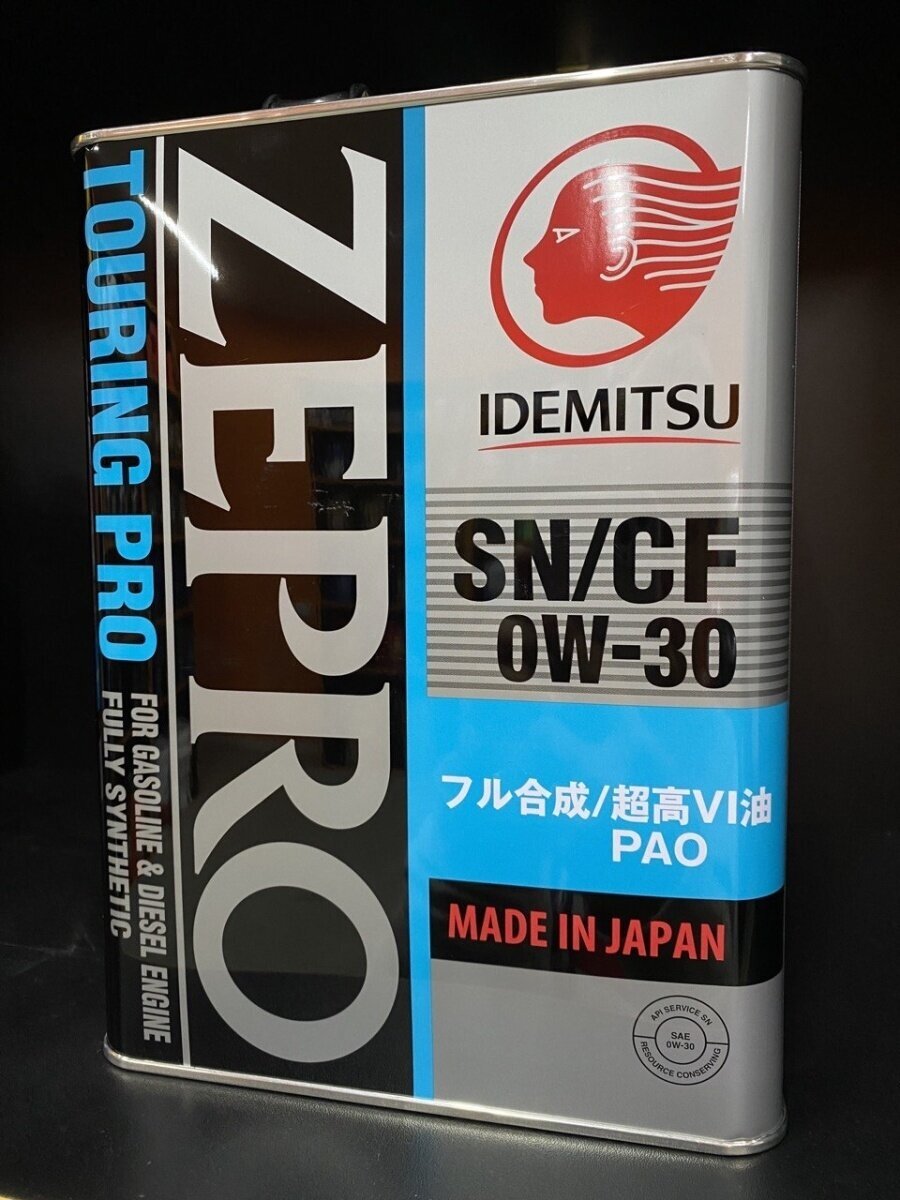 ZEPRO
TOURING PRO
FOR GASOLINE & DIESEL ENGINE
FULLY SYNTHETIC
IDEMITSU
SN/CF
0W-30
フル合成/超高VI油
PAO
MADE IN JAPAN
API SERVICE SN
SAE
0W-30
RESOURCE CONSERVING